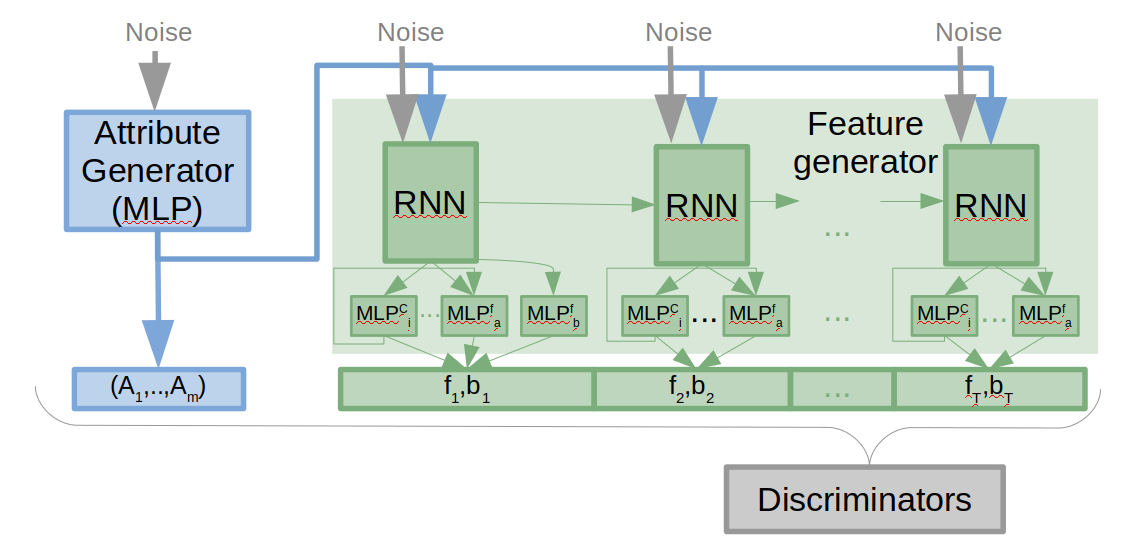 Noise Noise Noise Noise
Attribute
Generator
(MLP)
Feature
generator
RNN RNN ... RNN
MLP^C_i ... MLP^f_a MLP^f_b MLP^C_i ... MLP^f_a ... MLP^C_i ... MLP^f_a
(A_1,..,A_m) f_1,b_1 f_2,b_2 ... f_T,b_T
Discriminators